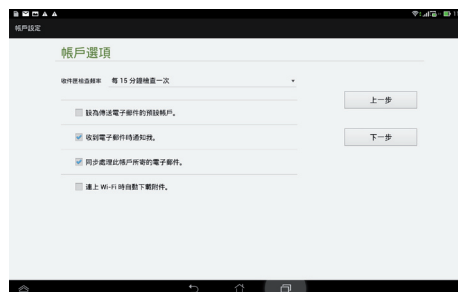 帳戶設定
帳戶選項
收件匣檢查頻率 每 15 分鐘檢查一次
上一步
設為傳送電子郵件的預設帳戶。
收到電子郵件時通知我。
下一步
同步處理此帳戶所寄的電子郵件。
連上 Wi-Fi 時自動下載附件。